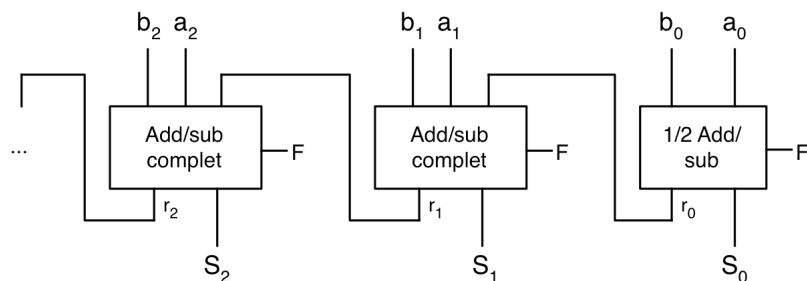 b₂ a₂ b₁ a₁ b₀ a₀
Add/sub complet F Add/sub complet F 1/2 Add/ sub F
...
r₂ r₁ r₀
S₂ S₁ S₀